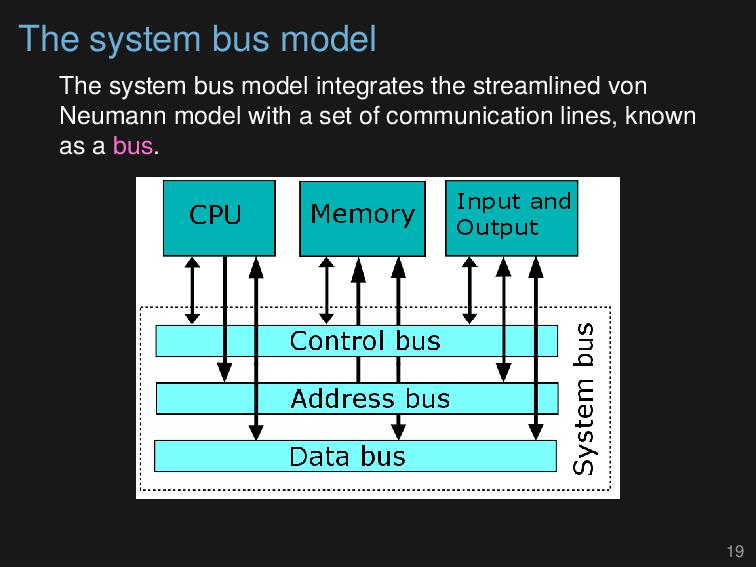 The system bus model
The system bus model integrates the streamlined von
Neumann model with a set of communication lines, known
as a bus.
CPU
Memory
Input and
Output
Control bus
Address bus
Data bus
System bus
19